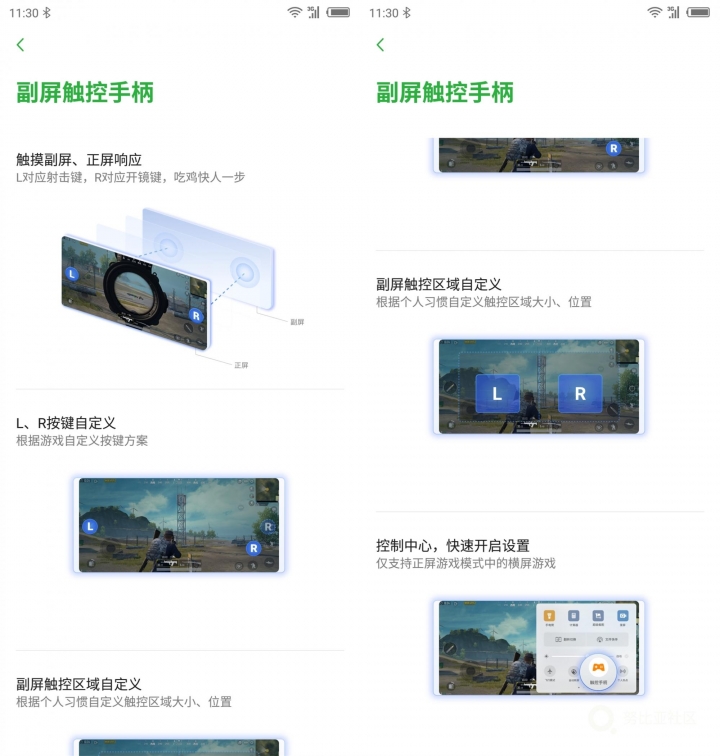 11:30
副屏触控手柄
触摸副屏、正屏响应
L对应射击键，R对应开镜键，吃鸡快人一步
L
R
副屏
正屏
L、R按键自定义
根据游戏自定义按键方案
L
R
R
副屏触控区域自定义
根据个人习惯自定义触控区域大小、位置
11:30
副屏触控手柄
R
副屏触控区域自定义
根据个人习惯自定义触控区域大小、位置
L
R
控制中心，快速开启设置
仅支持正屏游戏模式中的横屏游戏
触控手柄